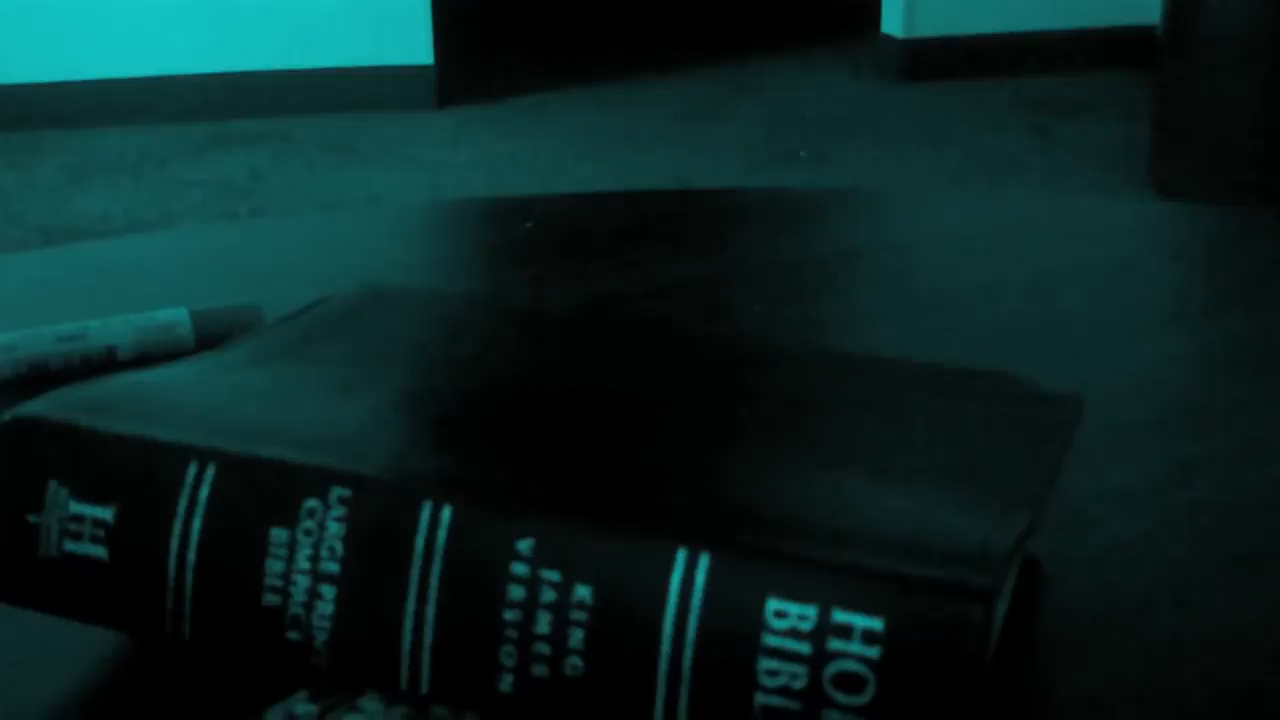 HO
BIBL
KING
JAMES
VERSION
LARGE PRINT
COMPACT
BIBLE
H